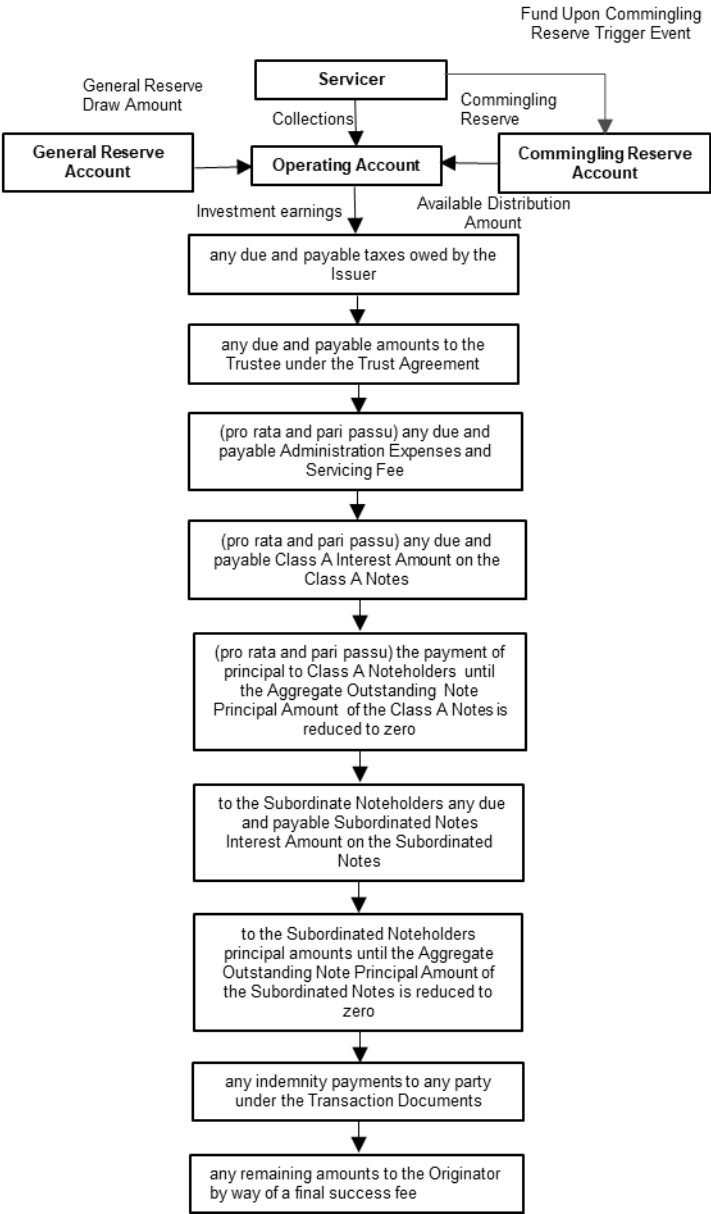 Fund Upon Commingling
Reserve Trigger Event
General Reserve
Draw Amount
Servicer
Commingling
Reserve
Collections
General Reserve
Account
Operating Account
Commingling Reserve
Account
Investment earnings
Available Distribution
Amount
any due and payable taxes owed by the
Issuer
any due and payable amounts to the
Trustee under the Trust Agreement
(pro rata and pari passu) any due and
payable Administration Expenses and
Servicing Fee
(pro rata and pari passu) any due and
payable Class A Interest Amount on the
Class A Notes
(pro rata and pari passu) the payment of
principal to Class A Noteholders until
the Aggregate Outstanding Note
Principal Amount of the Class A Notes is
reduced to zero
to the Subordinate Noteholders any due
and payable Subordinated Notes
Interest Amount on the Subordinated
Notes
to the Subordinated Noteholders
principal amounts until the Aggregate
Outstanding Note Principal Amount of
the Subordinated Notes is reduced to
zero
any indemnity payments to any party
under the Transaction Documents
any remaining amounts to the Originator
by way of a final success fee